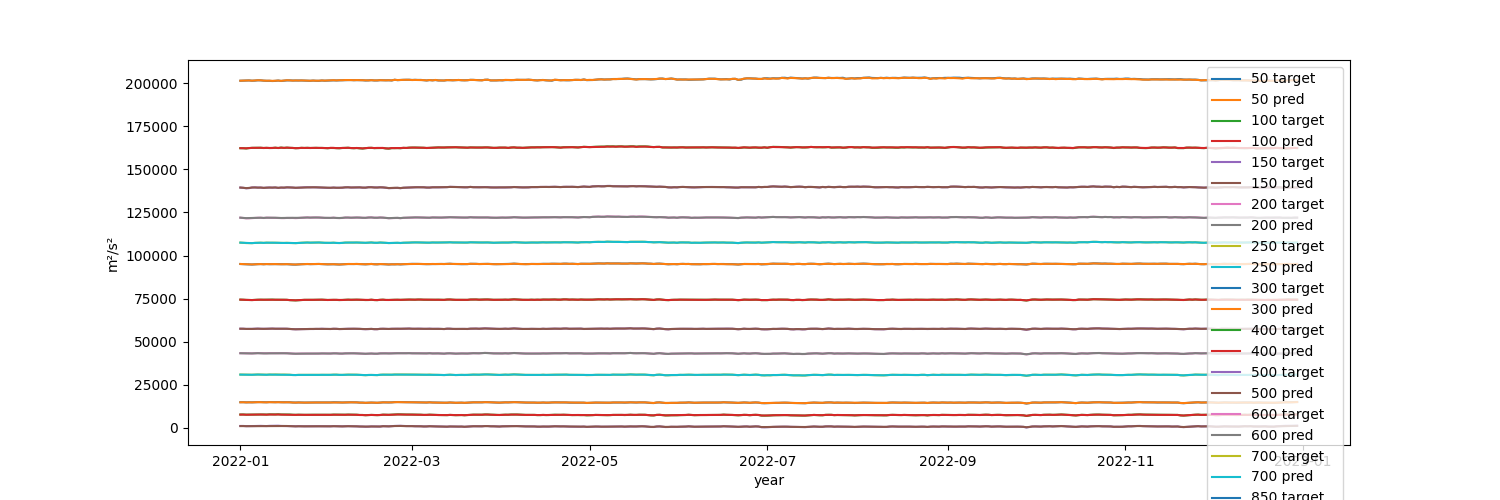 200000
175000
150000
125000
100000
75000
50000
25000
0
m²/s²
2022-01
2022-03
2022-05
2022-07
2022-09
2022-11
2023-01
year
50 target
50 pred
100 target
100 pred
150 target
150 pred
200 target
200 pred
250 target
250 pred
300 target
300 pred
400 target
400 pred
500 target
500 pred
600 target
600 pred
700 target
700 pred
850 target